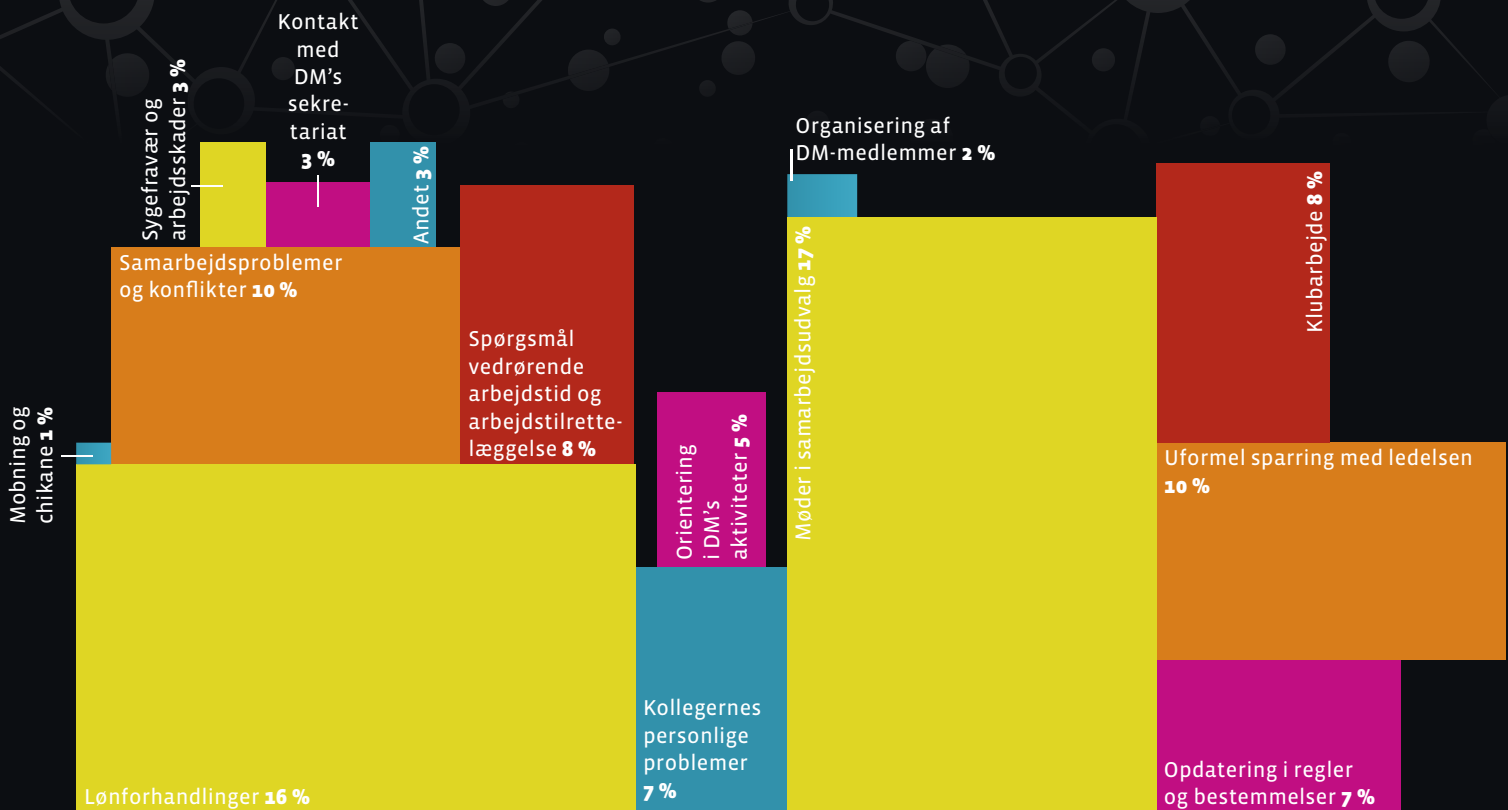 Kontakt
med
DM’s
sekre-
tariat
3 %
Sygefravær og
arbejdsskader 3 %
Andet 3 %
Organisering af
DM-medlemmer 2 %
Samarbejdsproblemer
og konflikter 10 %
Spørgsmål
vedrørende
arbejdstid og
arbejdstilrette-
læggelse 8 %
Mobning og
chikane 1 %
Orientering
i DM’s
aktiviteter 5 %
Møder i samarbejdsudvalg 17 %
Klubarbejde 8 %
Uformel sparring med ledelsen
10 %
Kollegernes
personlige
problemer
7 %
Lønforhandlinger 16 %
Opdatering i regler
og bestemmelser 7 %